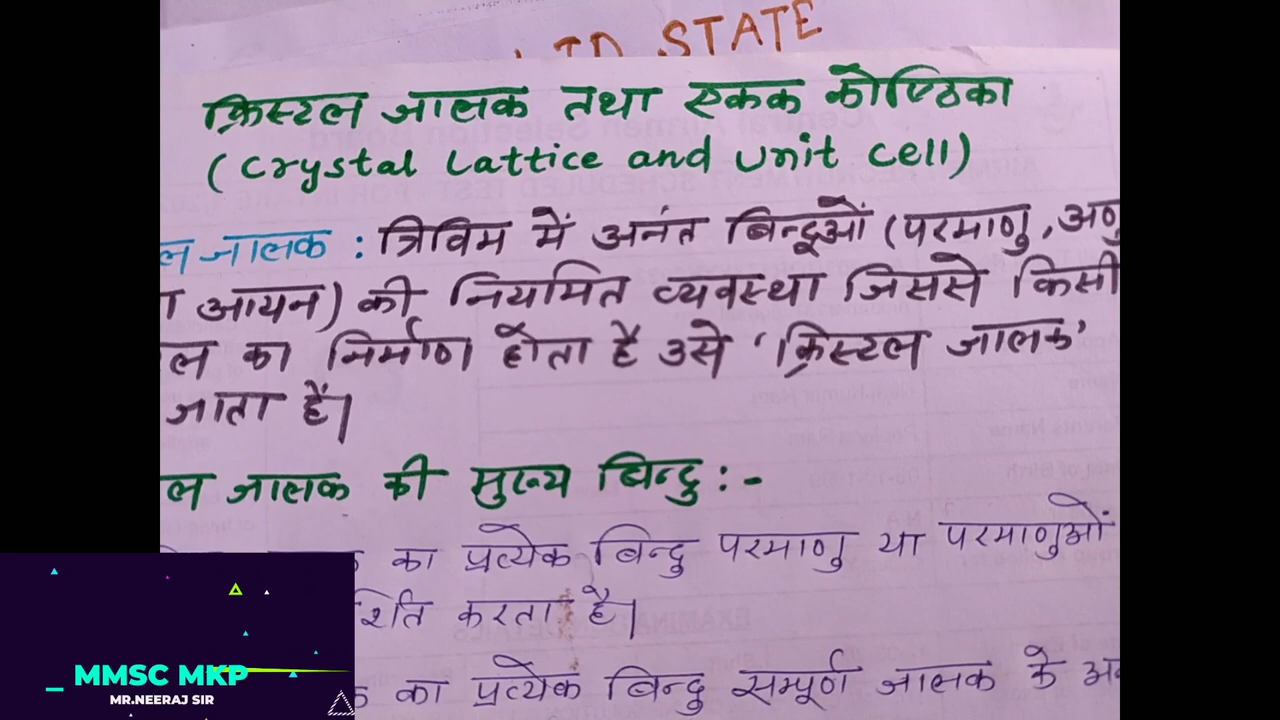 STATE
क्रिस्टल जालक तथा एकक कोष्ठिका
(Crystal Lattice and Unit Cell)
ल जालक : त्रिविम में अनंत बिन्दूओं (परमाणु, अणु
ा आयन) की नियमित व्यवस्था जिससे किसी
ल का निर्माण होता है उसे 'क्रिस्टल जालक'
जाता है।
ल जालक की मुख्य बिन्दु :-
का प्रत्येक बिन्दु परमाणु या परमाणुओं
र्शित करता है।
क का प्रत्येक बिन्दु सम्पूर्ण जालक के
MMSC MKP
MR.NEERAJ SIR